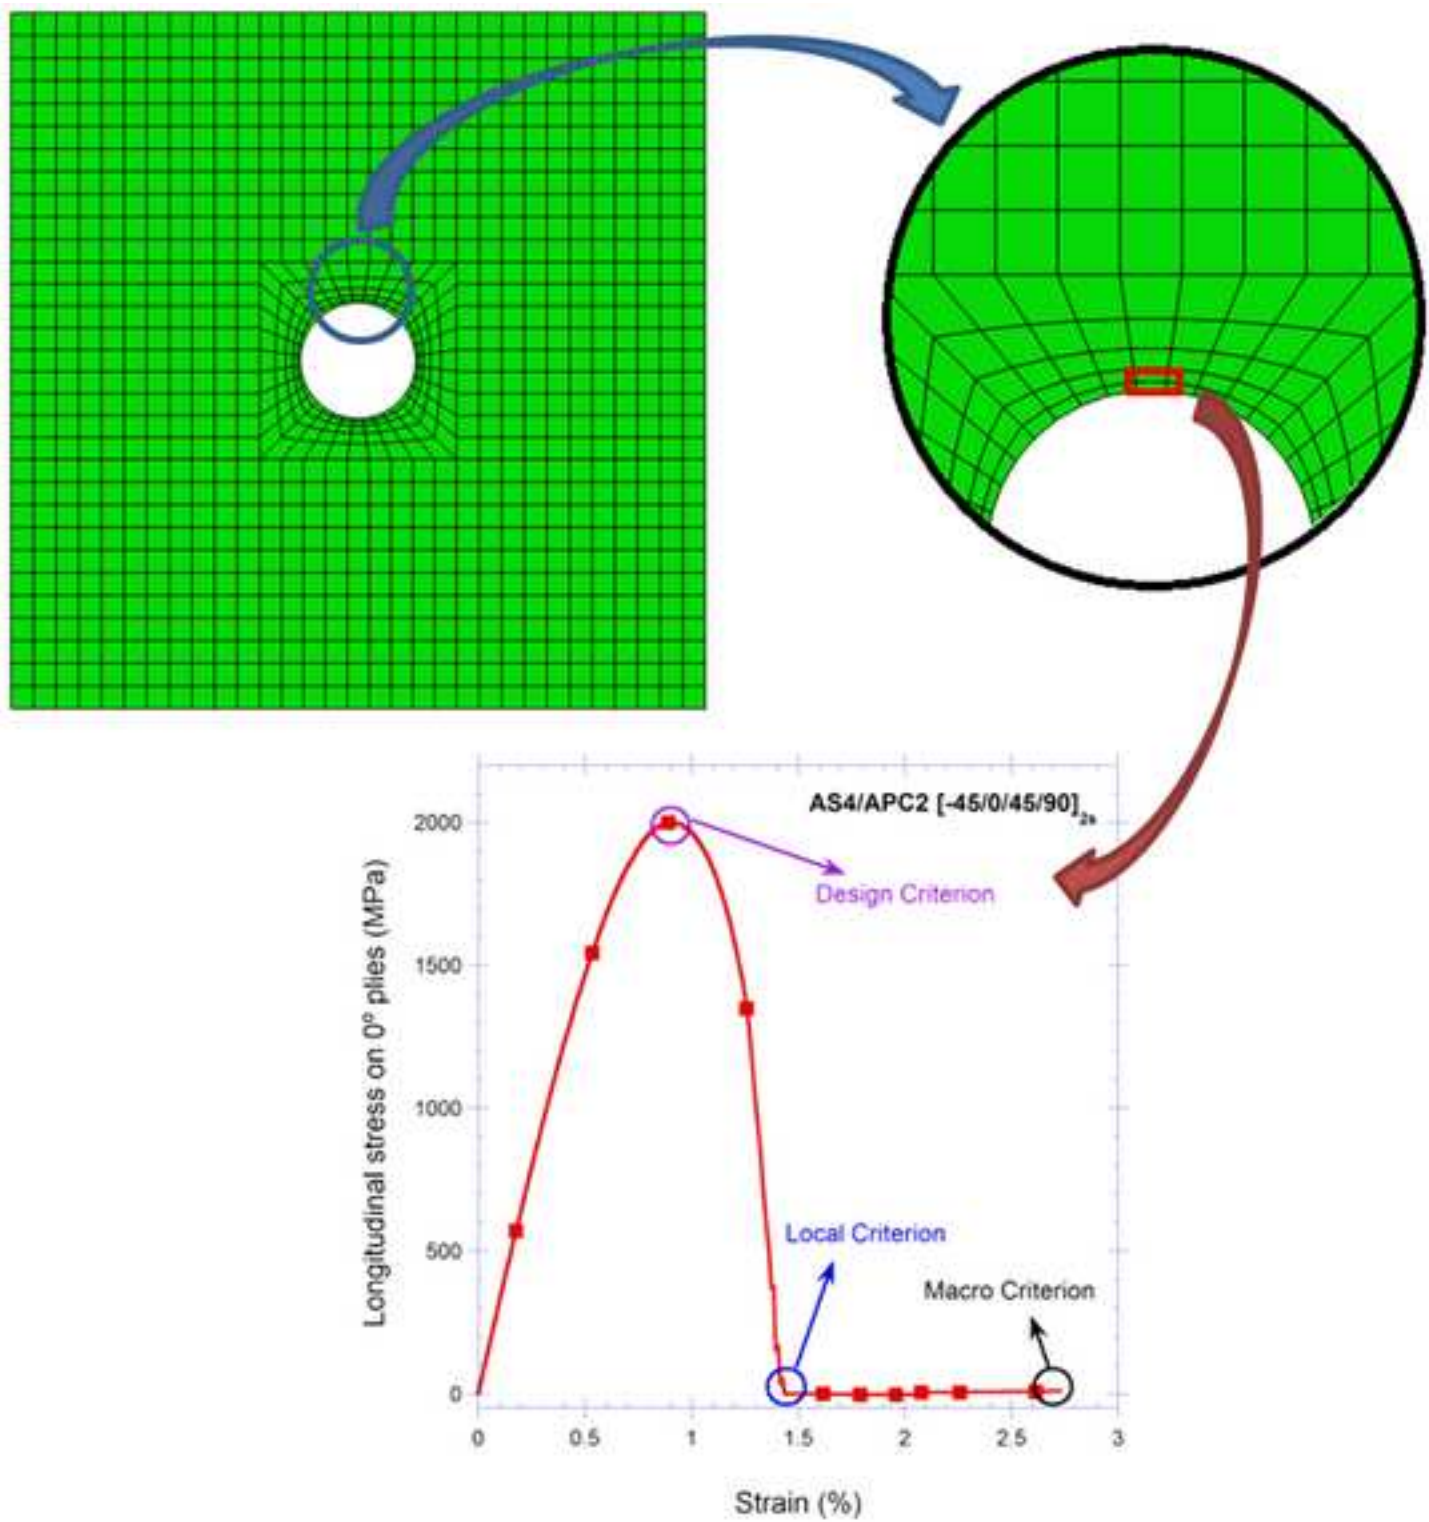 AS4/APC2 [-45/0/45/90]2s
2000
Design Criterion
1500
Longitudinal stress on 0º plies (MPa)
1000
Local Criterion
500
Macro Criterion
0
0 0.5 1 1.5 2 2.5 3
Strain (%)